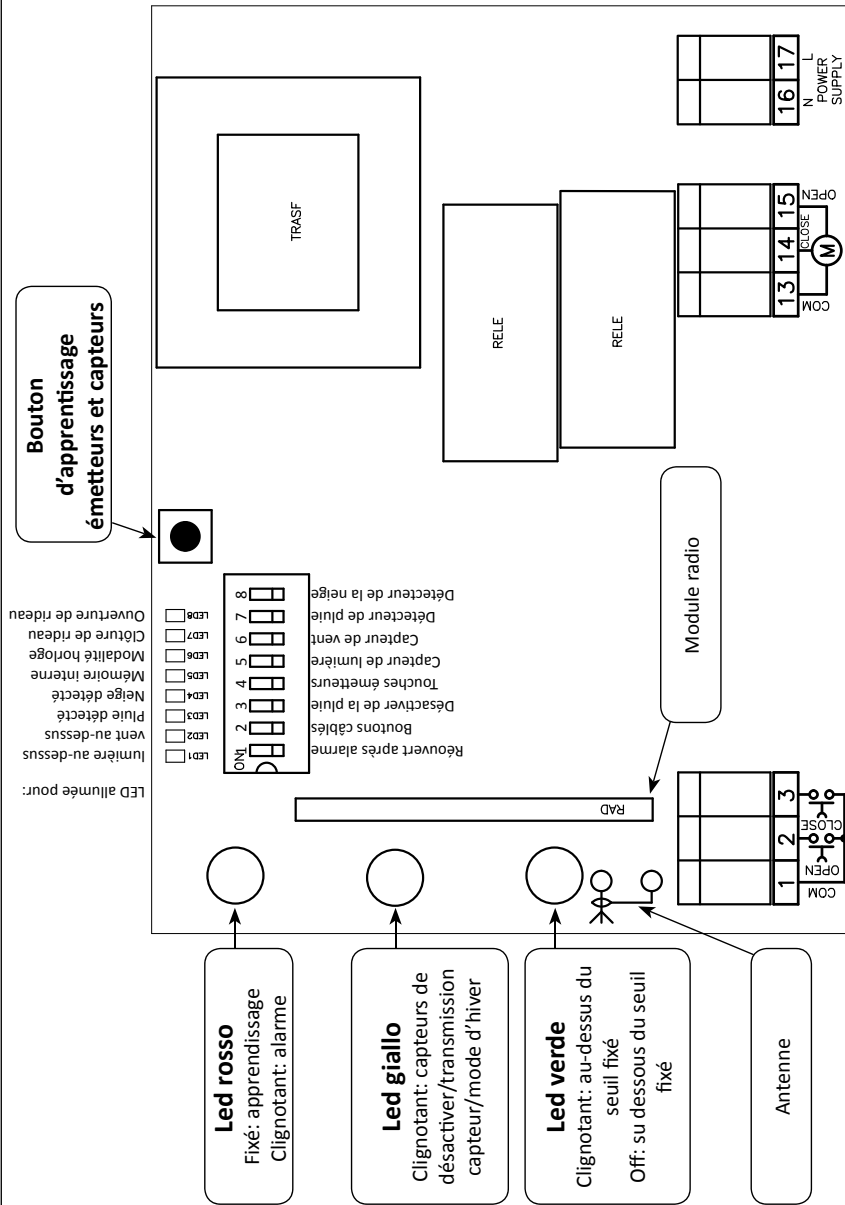 Bouton
d'apprentissage
émetteurs et capteurs
Ouverture de rideau
Clôture de rideau
Modalité horloge
Mémoire interne
Neige détecté
Pluie détecté
vent au-dessus
lumière au-dessus
LED allumée pour:
LED8
LED7
LED6
LED5
LED4
LED3
LED2
LED1
ON
1
2
3
4
5
6
7
8
Détecteur de la neige
Détecteur de pluie
Capteur de vent
Capteur de lumière
Touches émetteurs
Désactiver de la pluie
Boutons câblés
Réouvert après alarme
TRASF
RELE
RELE
RAD
Module radio
Led rosso
Fixé: apprendissage
Clignotant: alarme
Led giallo
Clignotant: capteurs de
désactiver/transmission
capteur/mode d'hiver
Led verde
Clignotant: au-dessus du
seuil fixé
Off: su dessous du seuil
fixé
Antenne
1 2 3
COM
OPEN
CLOSE
13 14 15
COM
CLOSE
OPEN
M
16 17
N L
POWER
SUPPLY